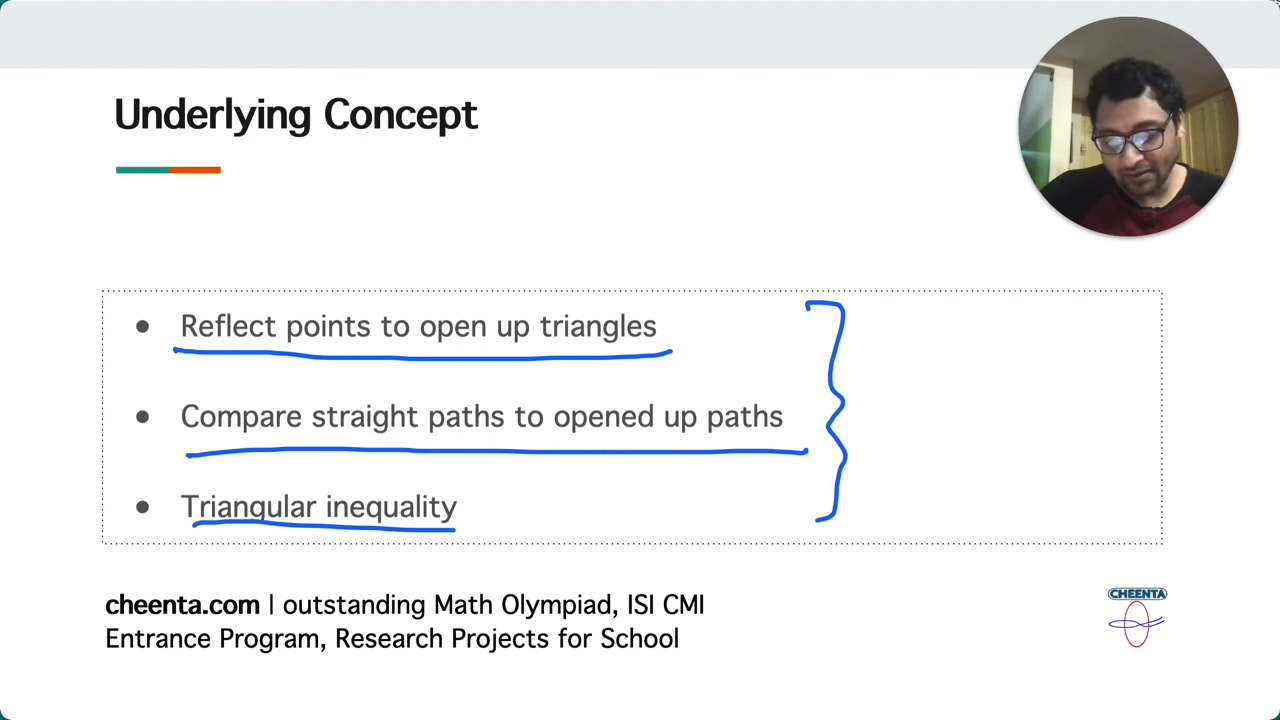 Underlying Concept
● Reflect points to open up triangles
● Compare straight paths to opened up paths
● Triangular inequality
cheenta.com | outstanding Math Olympiad, ISI CMI
Entrance Program, Research Projects for School
CHEENTA